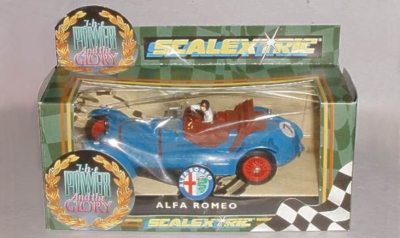 The
POWER
And the
GLORY
SCALEXTRIC
The
POWER
And the
GLORY
ALFA ROMEO
SCALEXTRIC